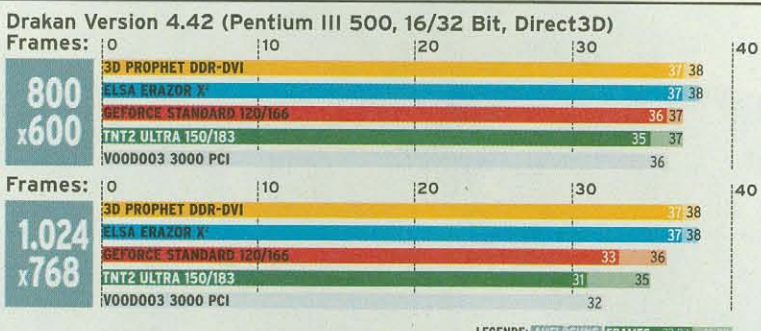 Drakan Version 4.42 (Pentium III 500, 16/32 Bit, Direct3D)
Frames: 0 10 20 30 40
800 x600
3D PROPHET DDR-DVI 37 38
ELSA ERAZOR X² 37 38
GEFORCE STANDARD 120/166 36 37
TNT2 ULTRA 150/183 35 37
VOODOO3 3000 PCI 36
Frames: 0 10 20 30 40
1.024 x768
3D PROPHET DDR-DVI 37 38
ELSA ERAZOR X² 37 38
GEFORCE STANDARD 120/166 33 36
TNT2 ULTRA 150/183 31 35
VOODOO3 3000 PCI 32
LEGENDE: FRAMES